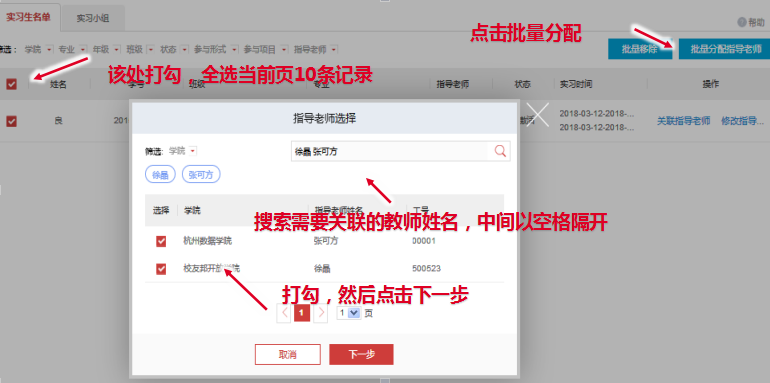 实习生名单 实习小组
帮助
点击批量分配
筛选： 学院 专业 年级 班级 状态 参与形式 参与项目 指导老师
批量移除 批量分配指导老师
该处打勾 全选当前页10条记录
姓名 学号 班级 专业 指导老师 状态 实习时间 操作
良 201 2018-03-12~2018-... 关联指导老师 修改指导...
2018-03-12~2018-...
指导老师选择
筛选: 学院 徐晶 张可方
徐晶 张可方
选择 学院 指导老师姓名 工号
搜索需要关联的教师姓名，中间以空格隔开
杭州数据学院 张可方 00001
校友邦开放学院 徐晶 500523
打勾，然后点击下一步
1 1 页
取消 下一步